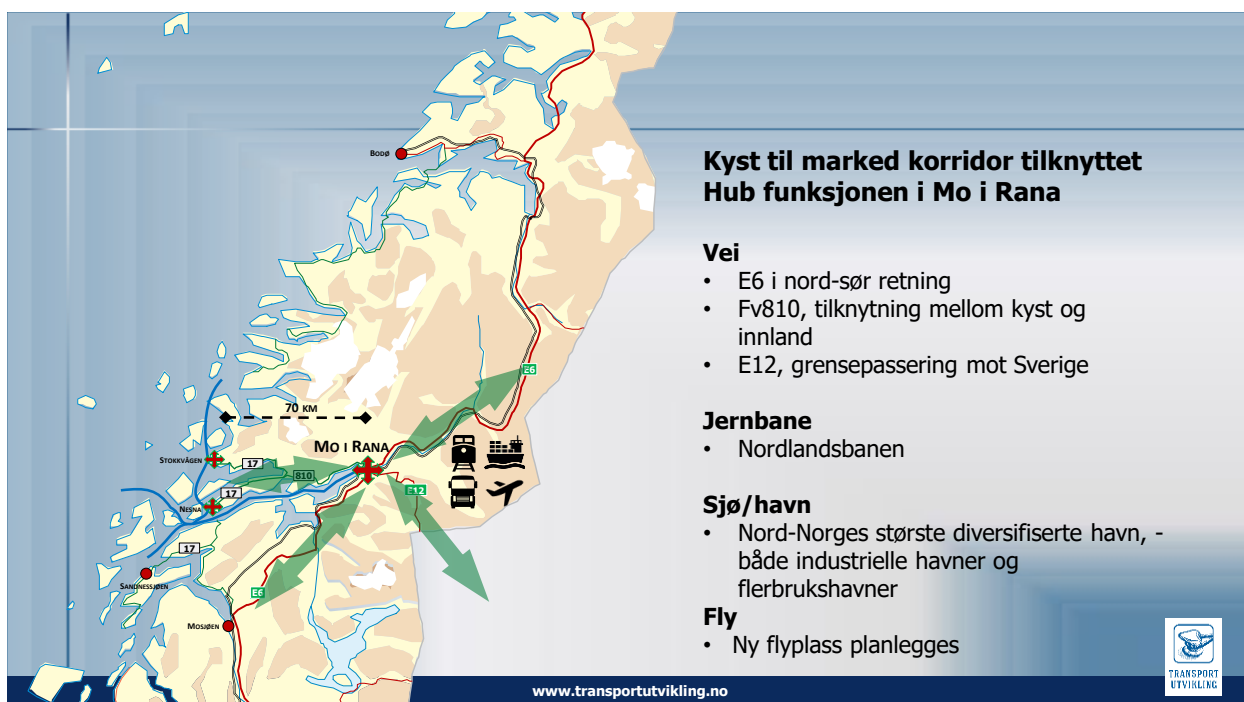 Kyst til marked korridor tilknyttet
Hub funksjonen i Mo i Rana
Vei
• E6 i nord-sør retning
• Fv810, tilknytning mellom kyst og
innland
• E12, grensepassering mot Sverige
Jernbane
• Nordlandsbanen
Sjø/havn
• Nord-Norges største diversifiserte havn, -
både industrielle havner og
flerbrukshavner
Fly
• Ny flyplass planlegges
BODØ
E6
70 KM
MO I RANA
STOKKVÅGEN
17
810
E12
17
NESNA
17
SANDNESSJØEN
E6
MOSJØEN
www.transportutvikling.no
TRANSPORT
UTVIKLING